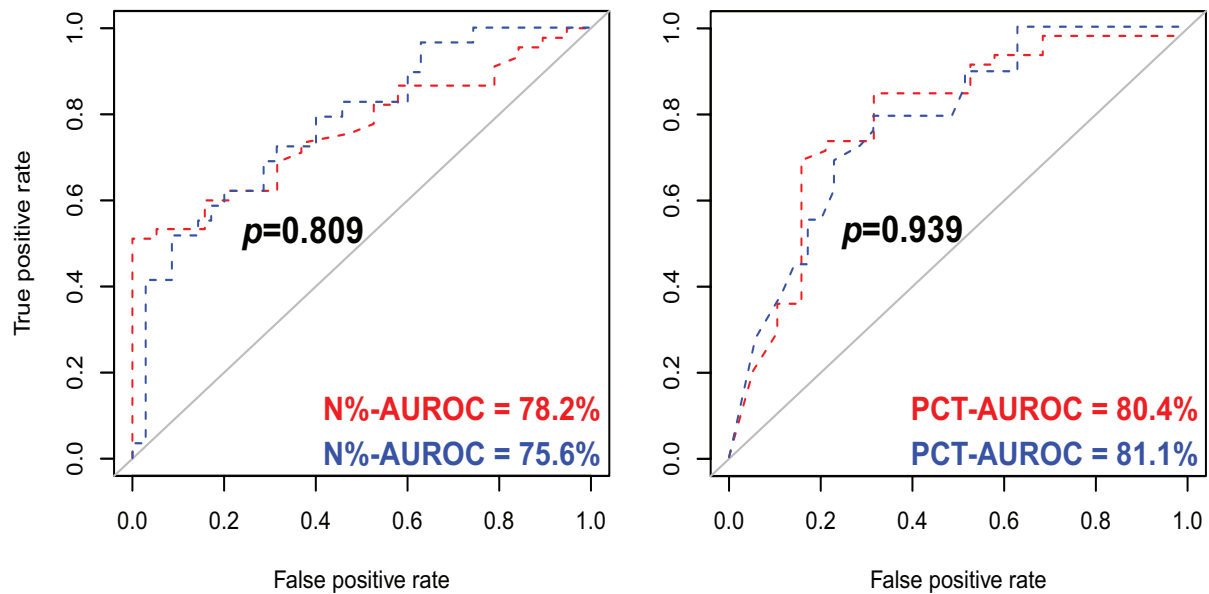 True positive rate
1.0
0.8
0.6
0.4
0.2
0.0
p=0.809
N%-AUROC = 78.2%
N%-AUROC = 75.6%
0.0 0.2 0.4 0.6 0.8 1.0
False positive rate
1.0
0.8
0.6
0.4
0.2
0.0
p=0.939
PCT-AUROC = 80.4%
PCT-AUROC = 81.1%
0.0 0.2 0.4 0.6 0.8 1.0
False positive rate